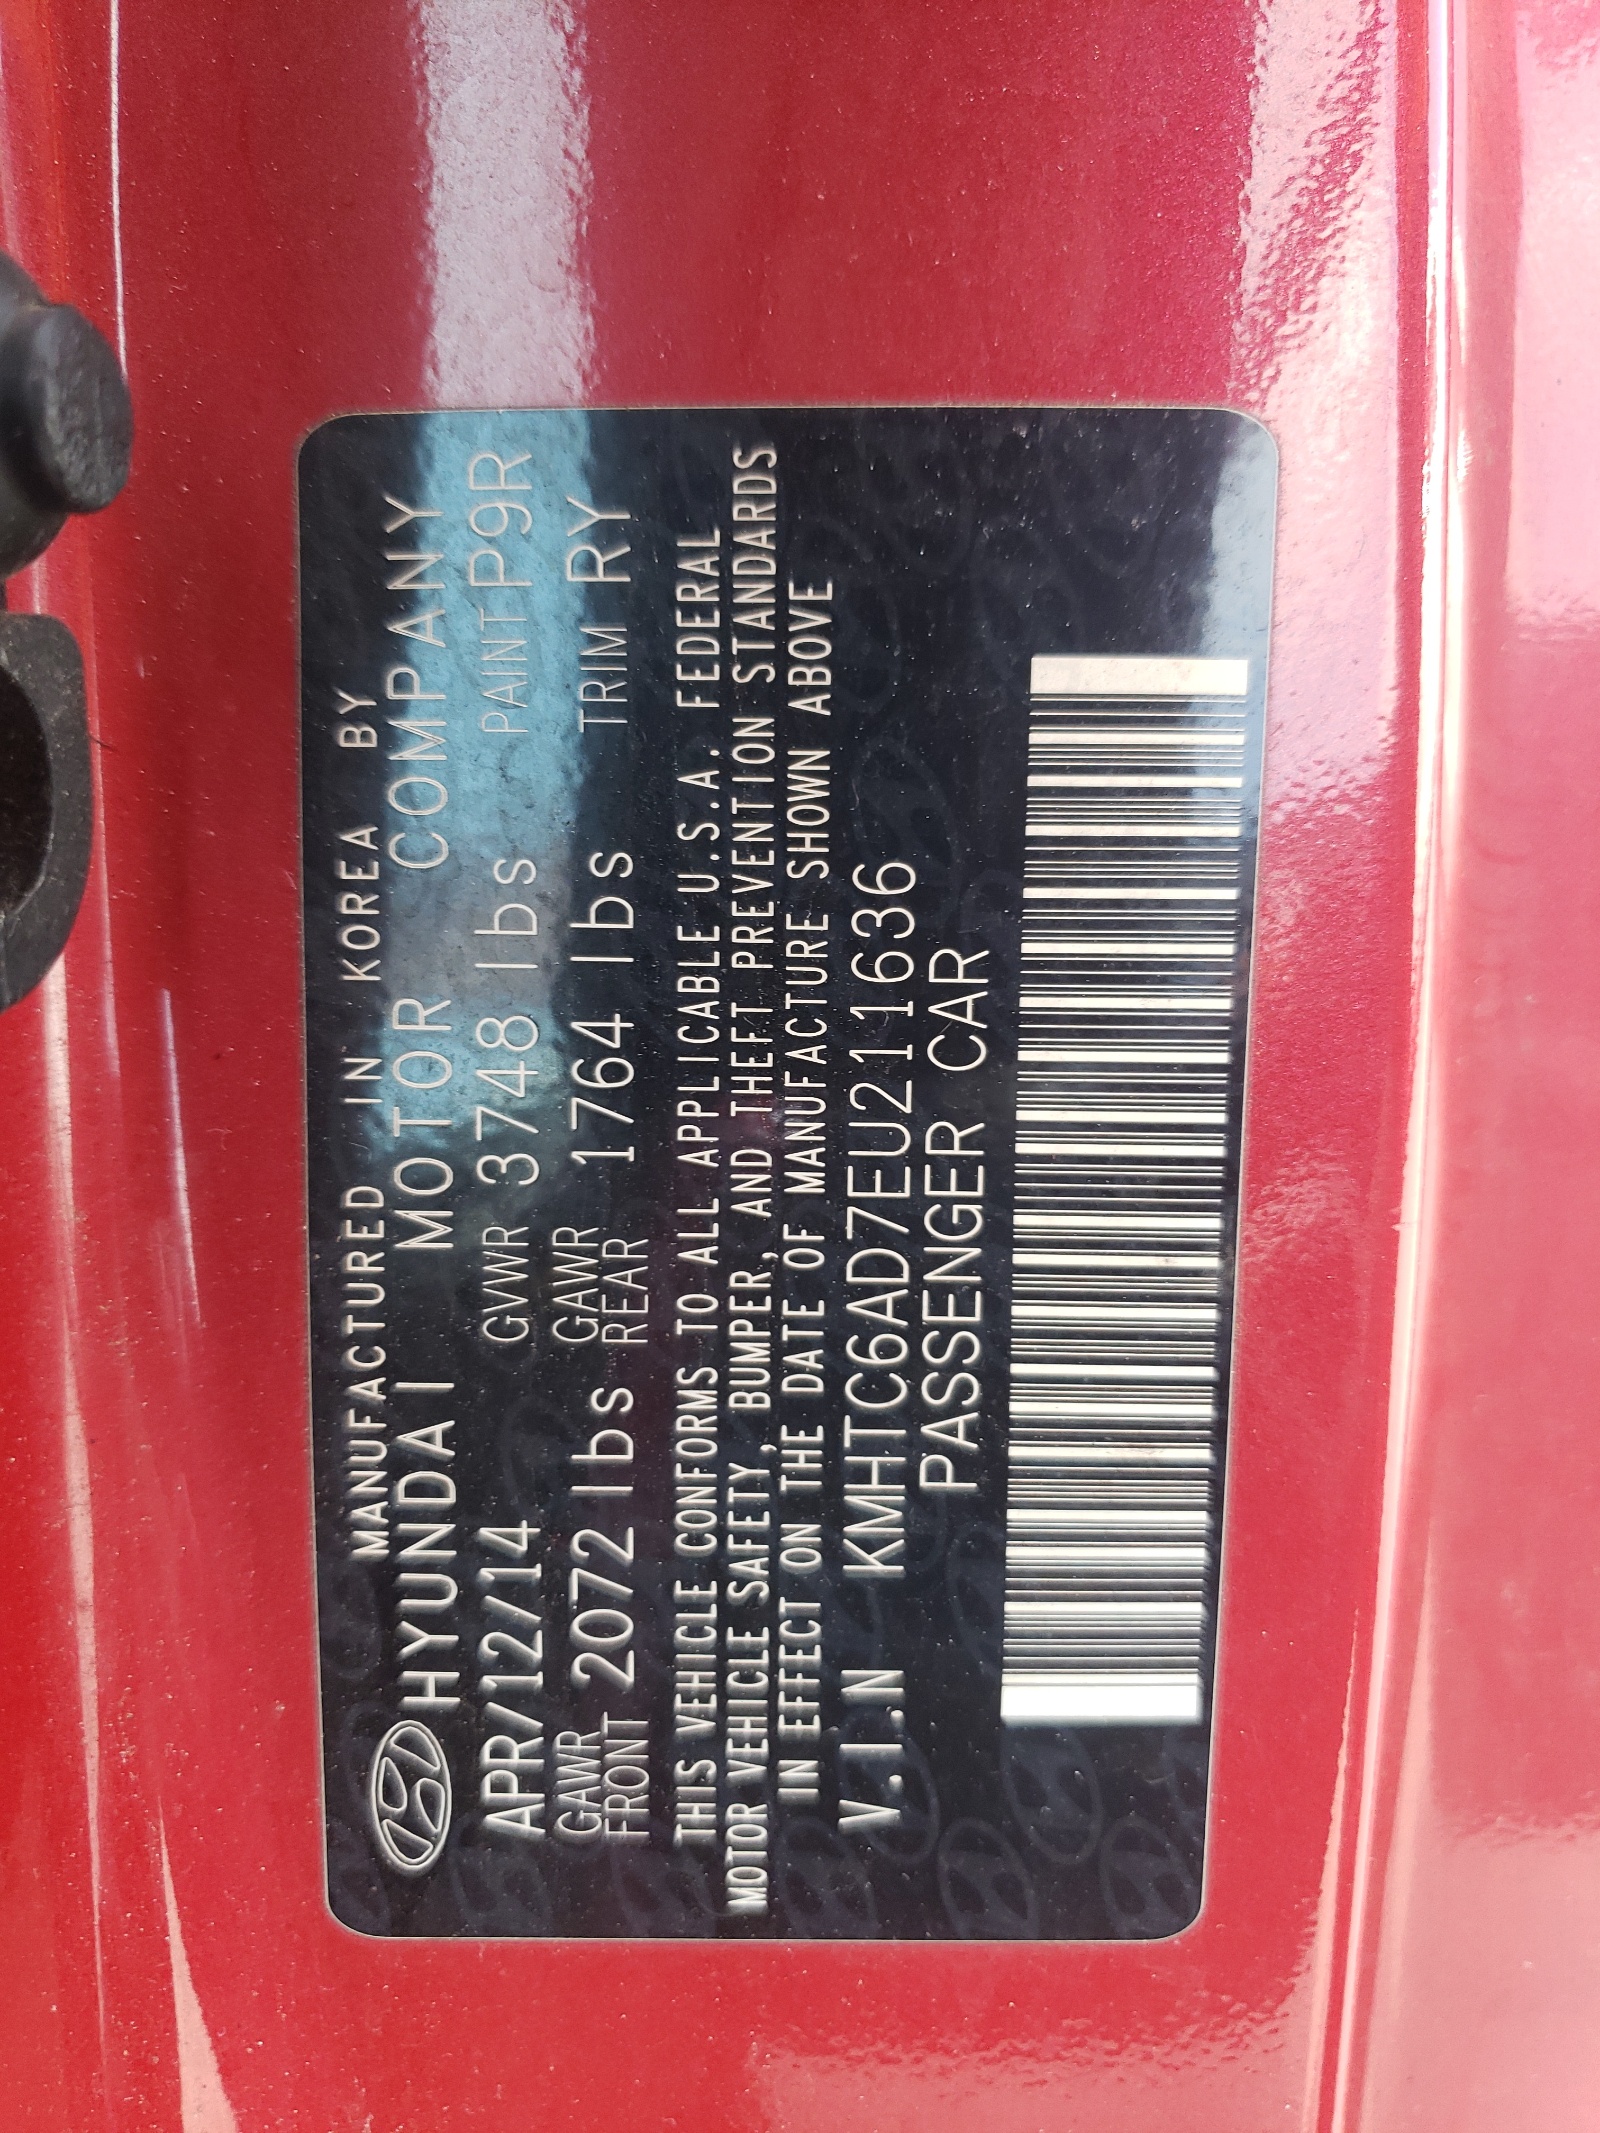 MANUFACTURED IN KOREA BY
HYUNDAI MOTOR COMPANY
APR/12/14 GVWR 3748 lbs PAINT P9R
GAWR FRONT 2072 lbs GAWR REAR 1764 lbs TRIM RY
THIS VEHICLE CONFORMS TO ALL APPLICABLE U.S.A. FEDERAL
MOTOR VEHICLE SAFETY, BUMPER, AND THEFT PREVENTION STANDARDS
IN EFFECT ON THE DATE OF MANUFACTURE SHOWN ABOVE
V.I.N KMHTC6AD7EU211636
PASSENGER CAR